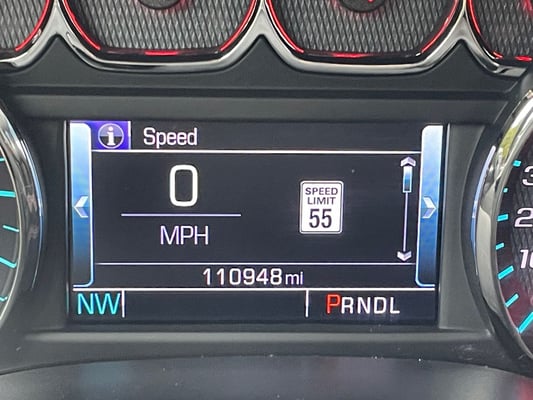 i Speed
0
MPH
SPEED
LIMIT
55
110948 mi
NW
PRNDL